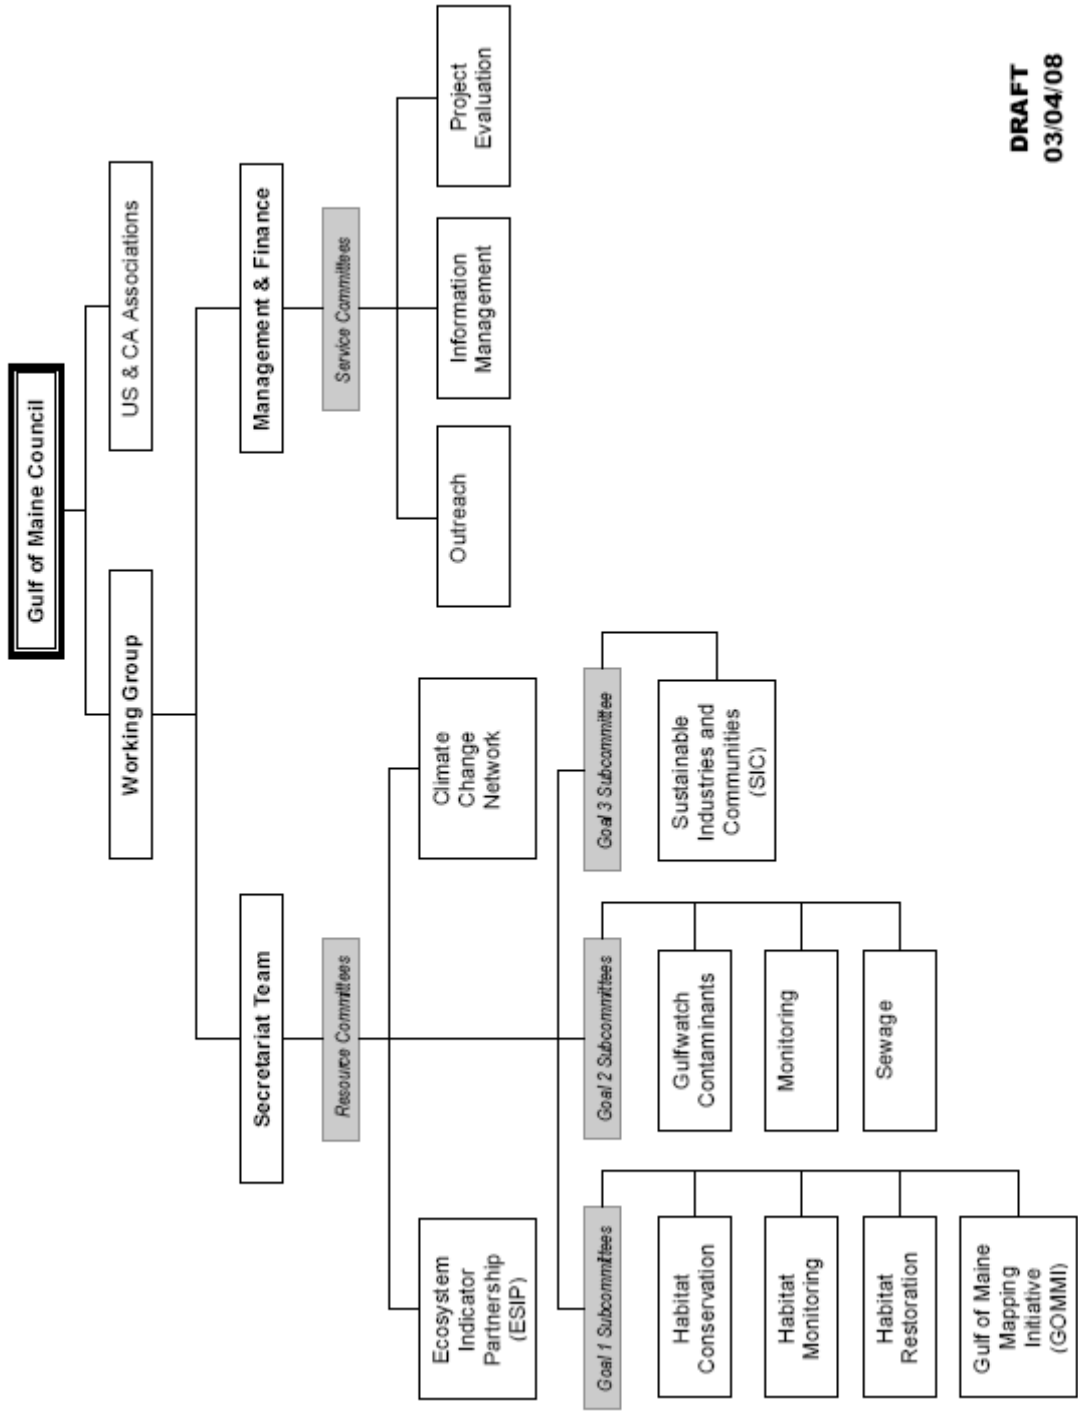 Gulf of Maine Council
Working Group
US & CA Associations
Secretariat Team
Management & Finance
Resource Committees
Service Committees
Ecosystem
Indicator
Partnership
(ESIP)
Climate
Change
Network
Outreach
Information
Management
Project
Evaluation
Goal 1 Subcommittees
Goal 2 Subcommittees
Goal 3 Subcommittee
Habitat
Conservation
Habitat
Monitoring
Habitat
Restoration
Gulf of Maine
Mapping
Initiative
(GOMMI)
Gulfwatch
Contaminants
Monitoring
Sewage
Sustainable
Industries and
Communities
(SIC)
DRAFT
03/04/08